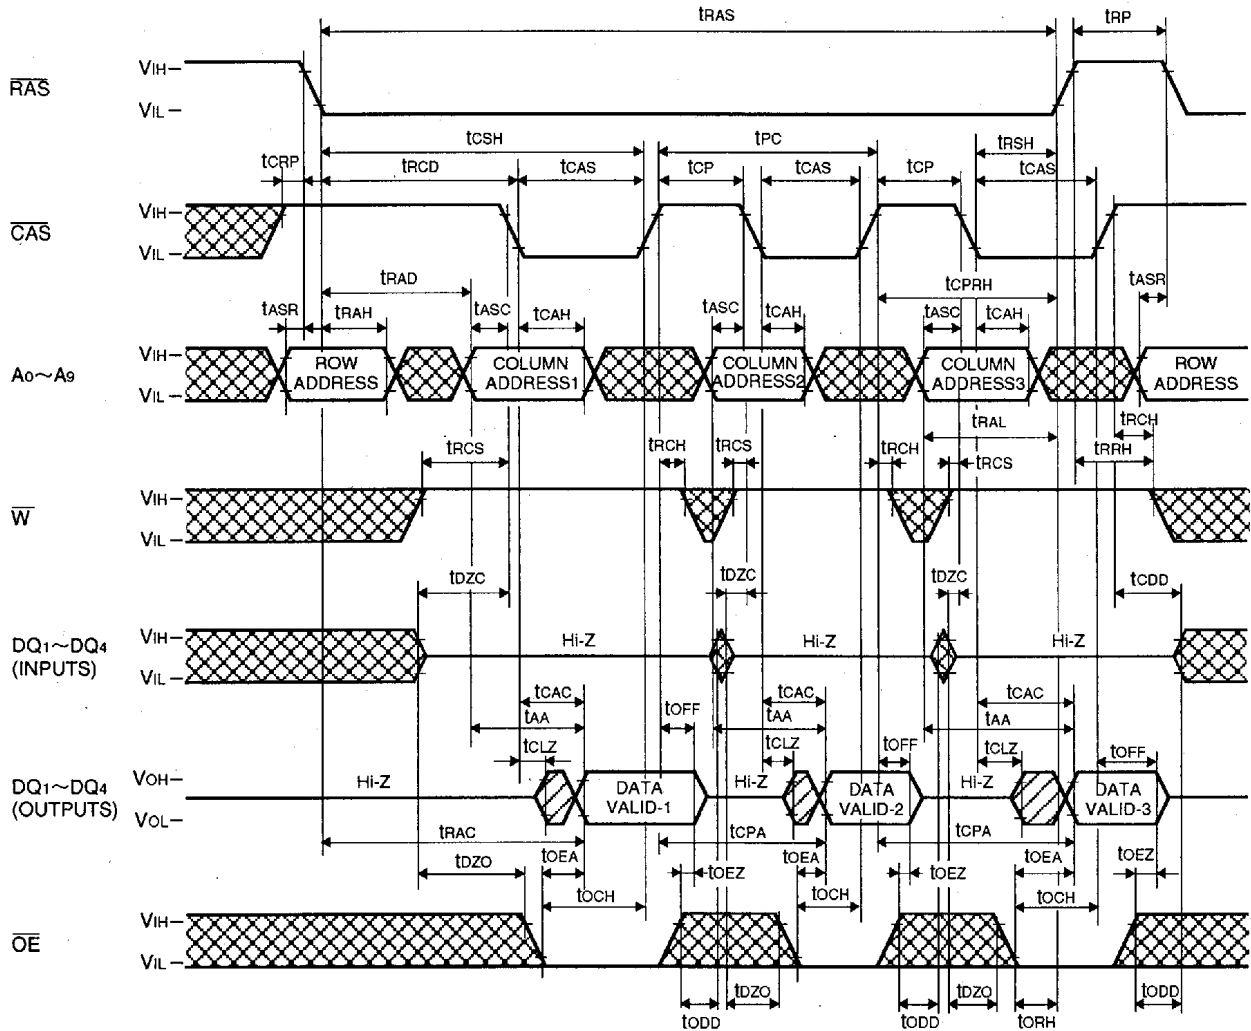 tRAS
tRP
RAS
VIH
VIL
tCSH
tPC
tRSH
tCRP
tRCD
tCAS
tCP
tCAS
tCP
tCAS
CAS
VIH
VIL
tRAD
tCPRH
tASR
tASR
tRAH
tASC
tCAH
tASC
tCAH
tASC
tCAH
A0~A9
VIH
VIL
ROW ADDRESS
COLUMN ADDRESS1
COLUMN ADDRESS2
COLUMN ADDRESS3
ROW ADDRESS
tRAL
tRCH
tRCS
tRCH
tRCS
tRCH
tRCS
tRRH
W
VIH
VIL
tDZC
tDZC
tDZC
tCDD
DQ1~DQ4
(INPUTS)
VIH
VIL
Hi-Z
Hi-Z
Hi-Z
tCAC
tCAC
tCAC
tAA
tOFF
tAA
tAA
tCLZ
tCLZ
tOFF
tCLZ
tOFF
DQ1~DQ4
(OUTPUTS)
VOH
VOL
Hi-Z
DATA VALID-1
Hi-Z
DATA VALID-2
Hi-Z
DATA VALID-3
tRAC
tCPA
tCPA
tDZO
tOEA
tOEZ
tOEA
tOEZ
tOEA
tOEZ
tOCH
tOCH
tOCH
OE
VIH
VIL
tDZO
tDZO
tODD
tODD
tODD
tORH